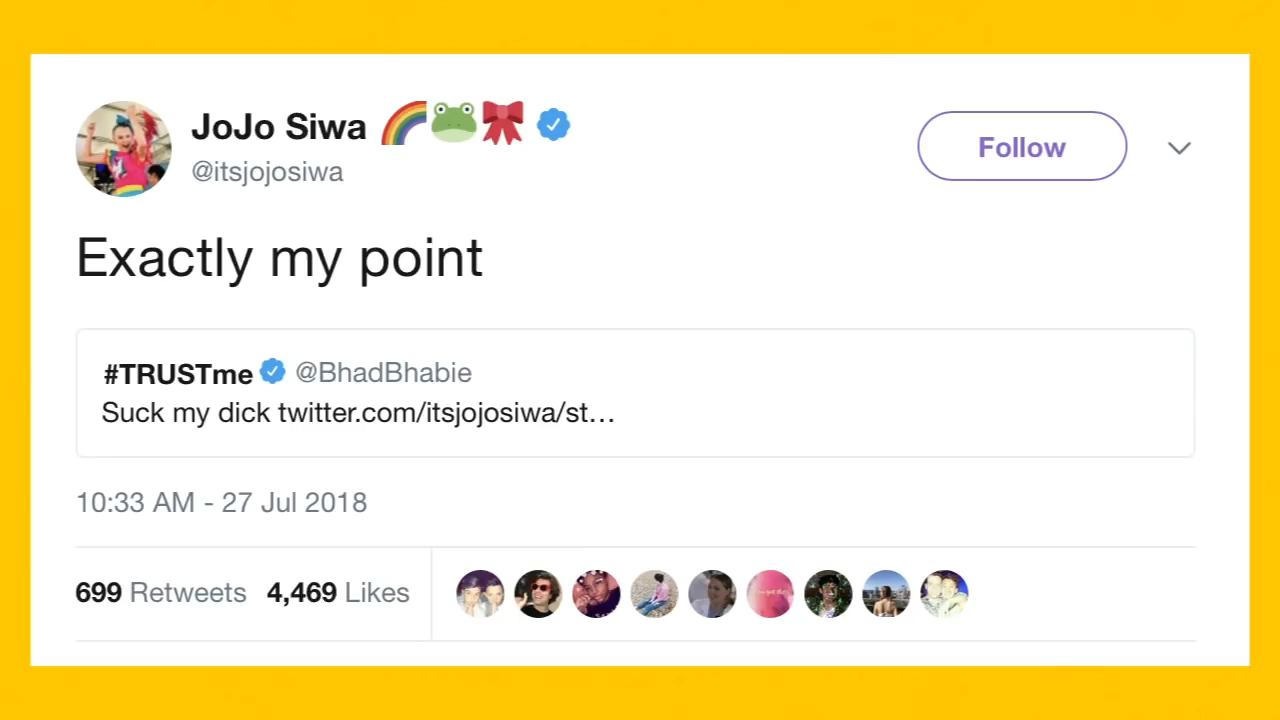 JoJo Siwa 🌈🐸🎀
@itsjojosiwa
Follow
Exactly my point
#TRUSTme @BhadBhabie
Suck my dick twitter.com/itsjojosiwa/st...
10:33 AM - 27 Jul 2018
699 Retweets 4,469 Likes